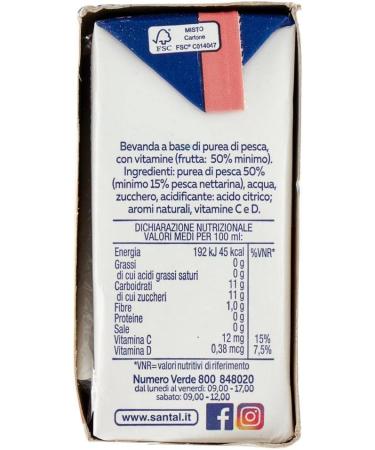 MISTO
Cartone
FSC
FSC® C014047
Bevanda a base di purea di pesca,
con vitamine (frutta: 50% minimo).
Ingredienti: purea di pesca 50%
(minimo 15% pesca nettarina), acqua,
zucchero, acidificante: acido citrico;
aromi naturali, vitamine C e D.
DICHIARAZIONE NUTRIZIONALE
VALORI MEDI PER 100 ml:
Energia 192 kJ 45 kcal %VNR*
Grassi 0 g
di cui acidi grassi saturi 0 g
Carboidrati 11 g
di cui zuccheri 11 g
Fibre 1,0 g
Proteine 0 g
Sale 0 g
Vitamina C 12 mg 15%
Vitamina D 0,38 mcg 7,5%
*VNR= valori nutritivi di riferimento
Numero Verde 800 848020
dal lunedì al venerdì: 09,00 - 17,00
sabato: 09,00 - 12,00
www.santal.it